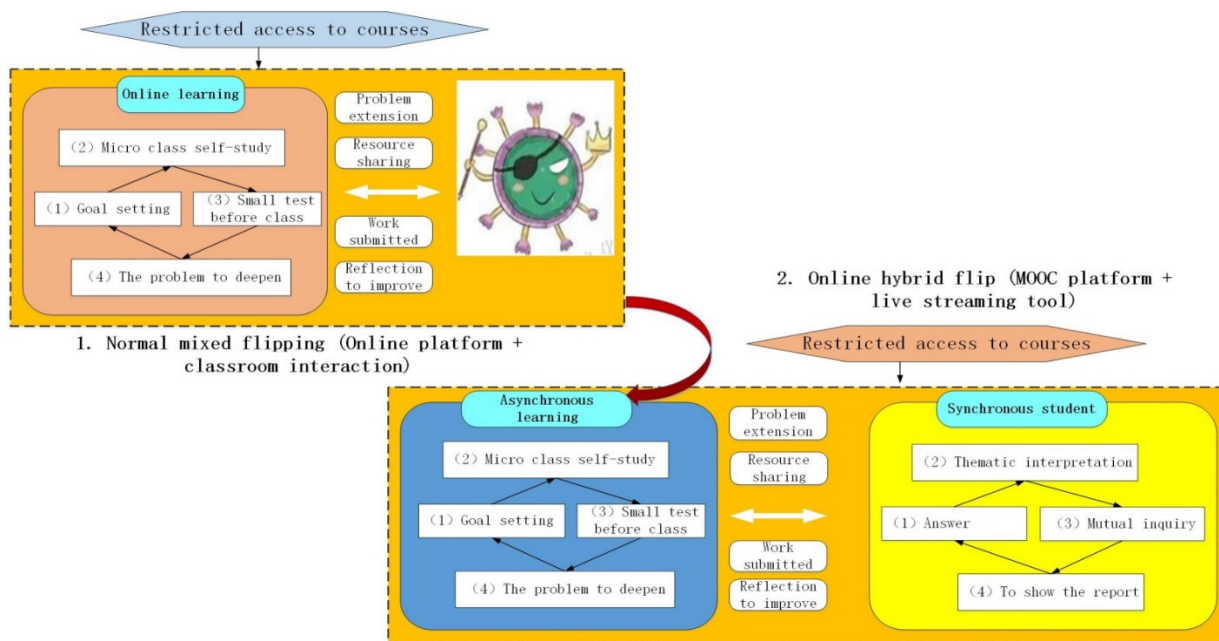 Restricted access to courses
Online learning
(2) Micro class self-study
(1) Goal setting
(3) Small test
before class
(4) The problem to deepen
Problem
extension
Resource
sharing
Work
submitted
Reflection
to improve
1. Normal mixed flipping (Online platform +
classroom interaction)
2. Online hybrid flip (MOOC platform +
live streaming tool)
Restricted access to courses
Asynchronous
learning
(2) Micro class self-study
(1) Goal setting
(3) Small test
before class
(4) The problem to deepen
Problem
extension
Resource
sharing
Work
submitted
Reflection
to improve
Synchronous student
(2) Thematic interpretation
(1) Answer
(3) Mutual inquiry
(4) To show the report